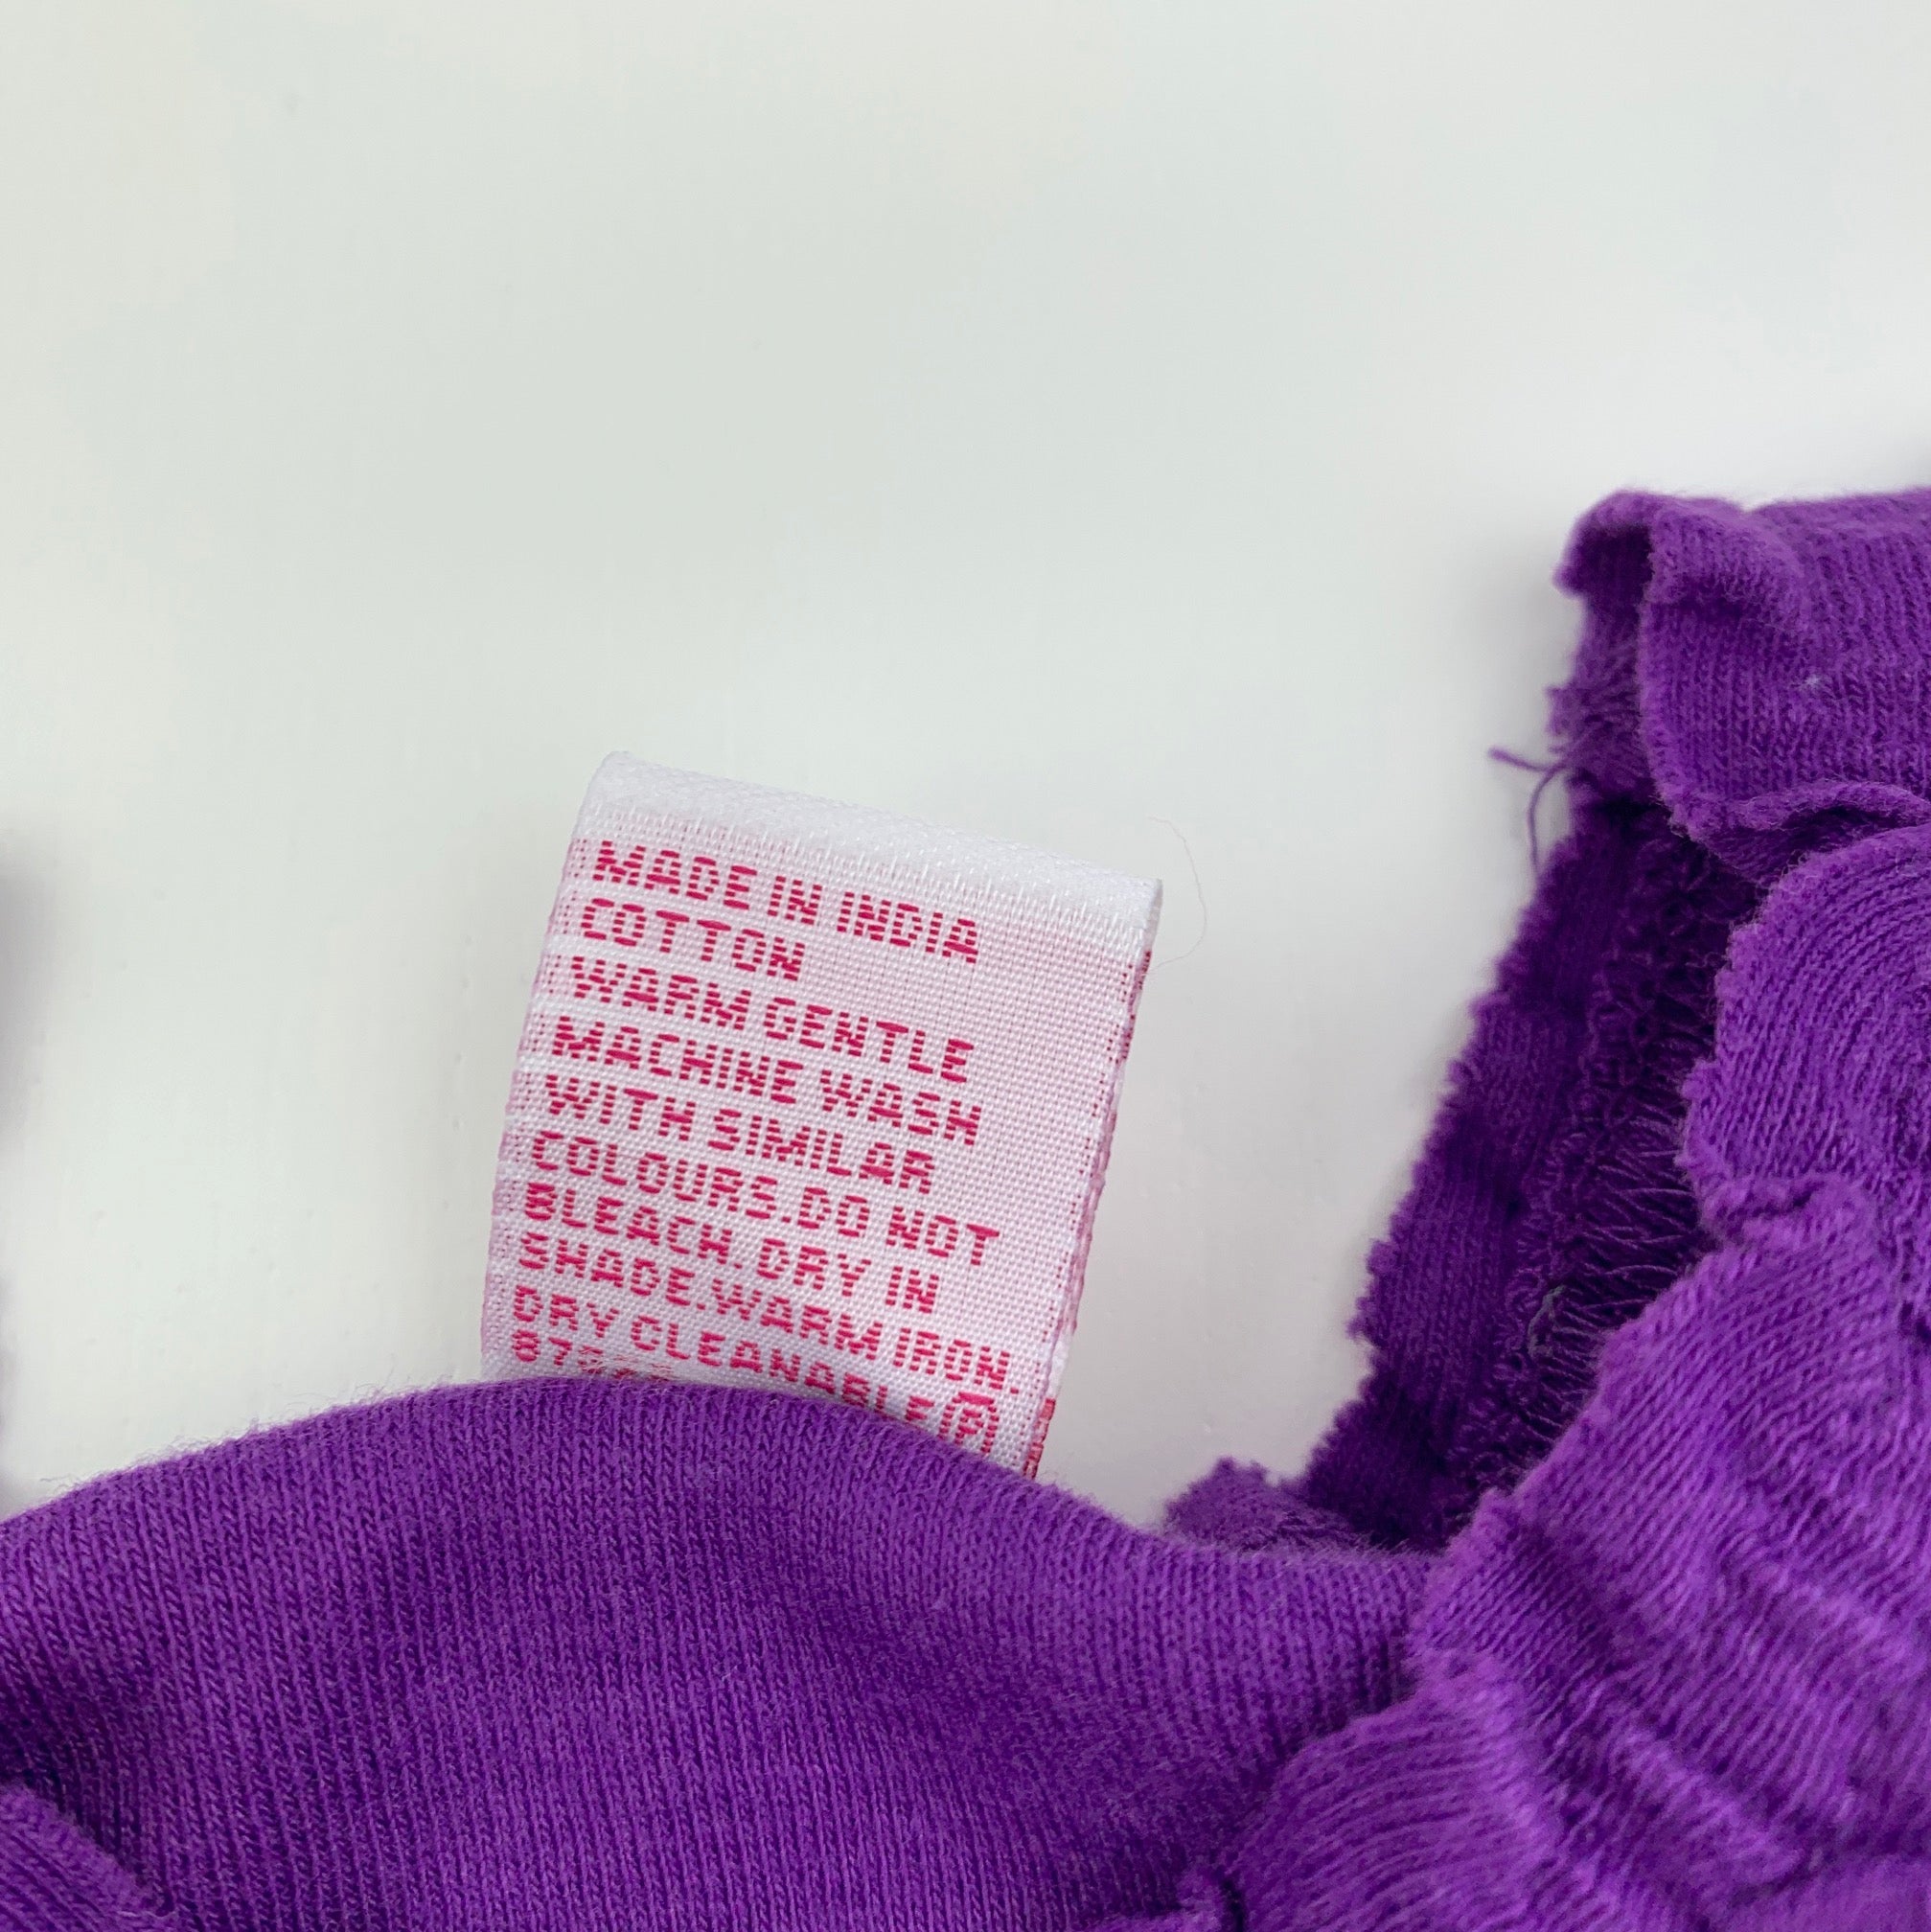 MADE IN INDIA
COTTON
WARM GENTLE
MACHINE WASH
WITH SIMILAR
COLOURS.DO NOT
BLEACH.DRY IN
SHADE.WARM IRON.
DRY CLEANABLE (P)